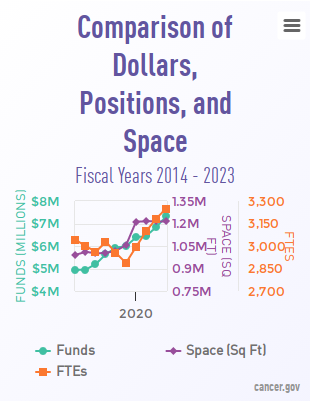 Comparison of
Dollars,
Positions, and
Space
Fiscal Years 2014 - 2023
FUNDS (MILLIONS)
$8M
$7M
$6M
$5M
$4M
1.35M
1.2M
1.05M
0.9M
0.75M
SPACE (SQ
FT)
3,300
3,150
3,000
2,850
2,700
FTES
2020
Funds
Space (Sq Ft)
FTEs
cancer.gov